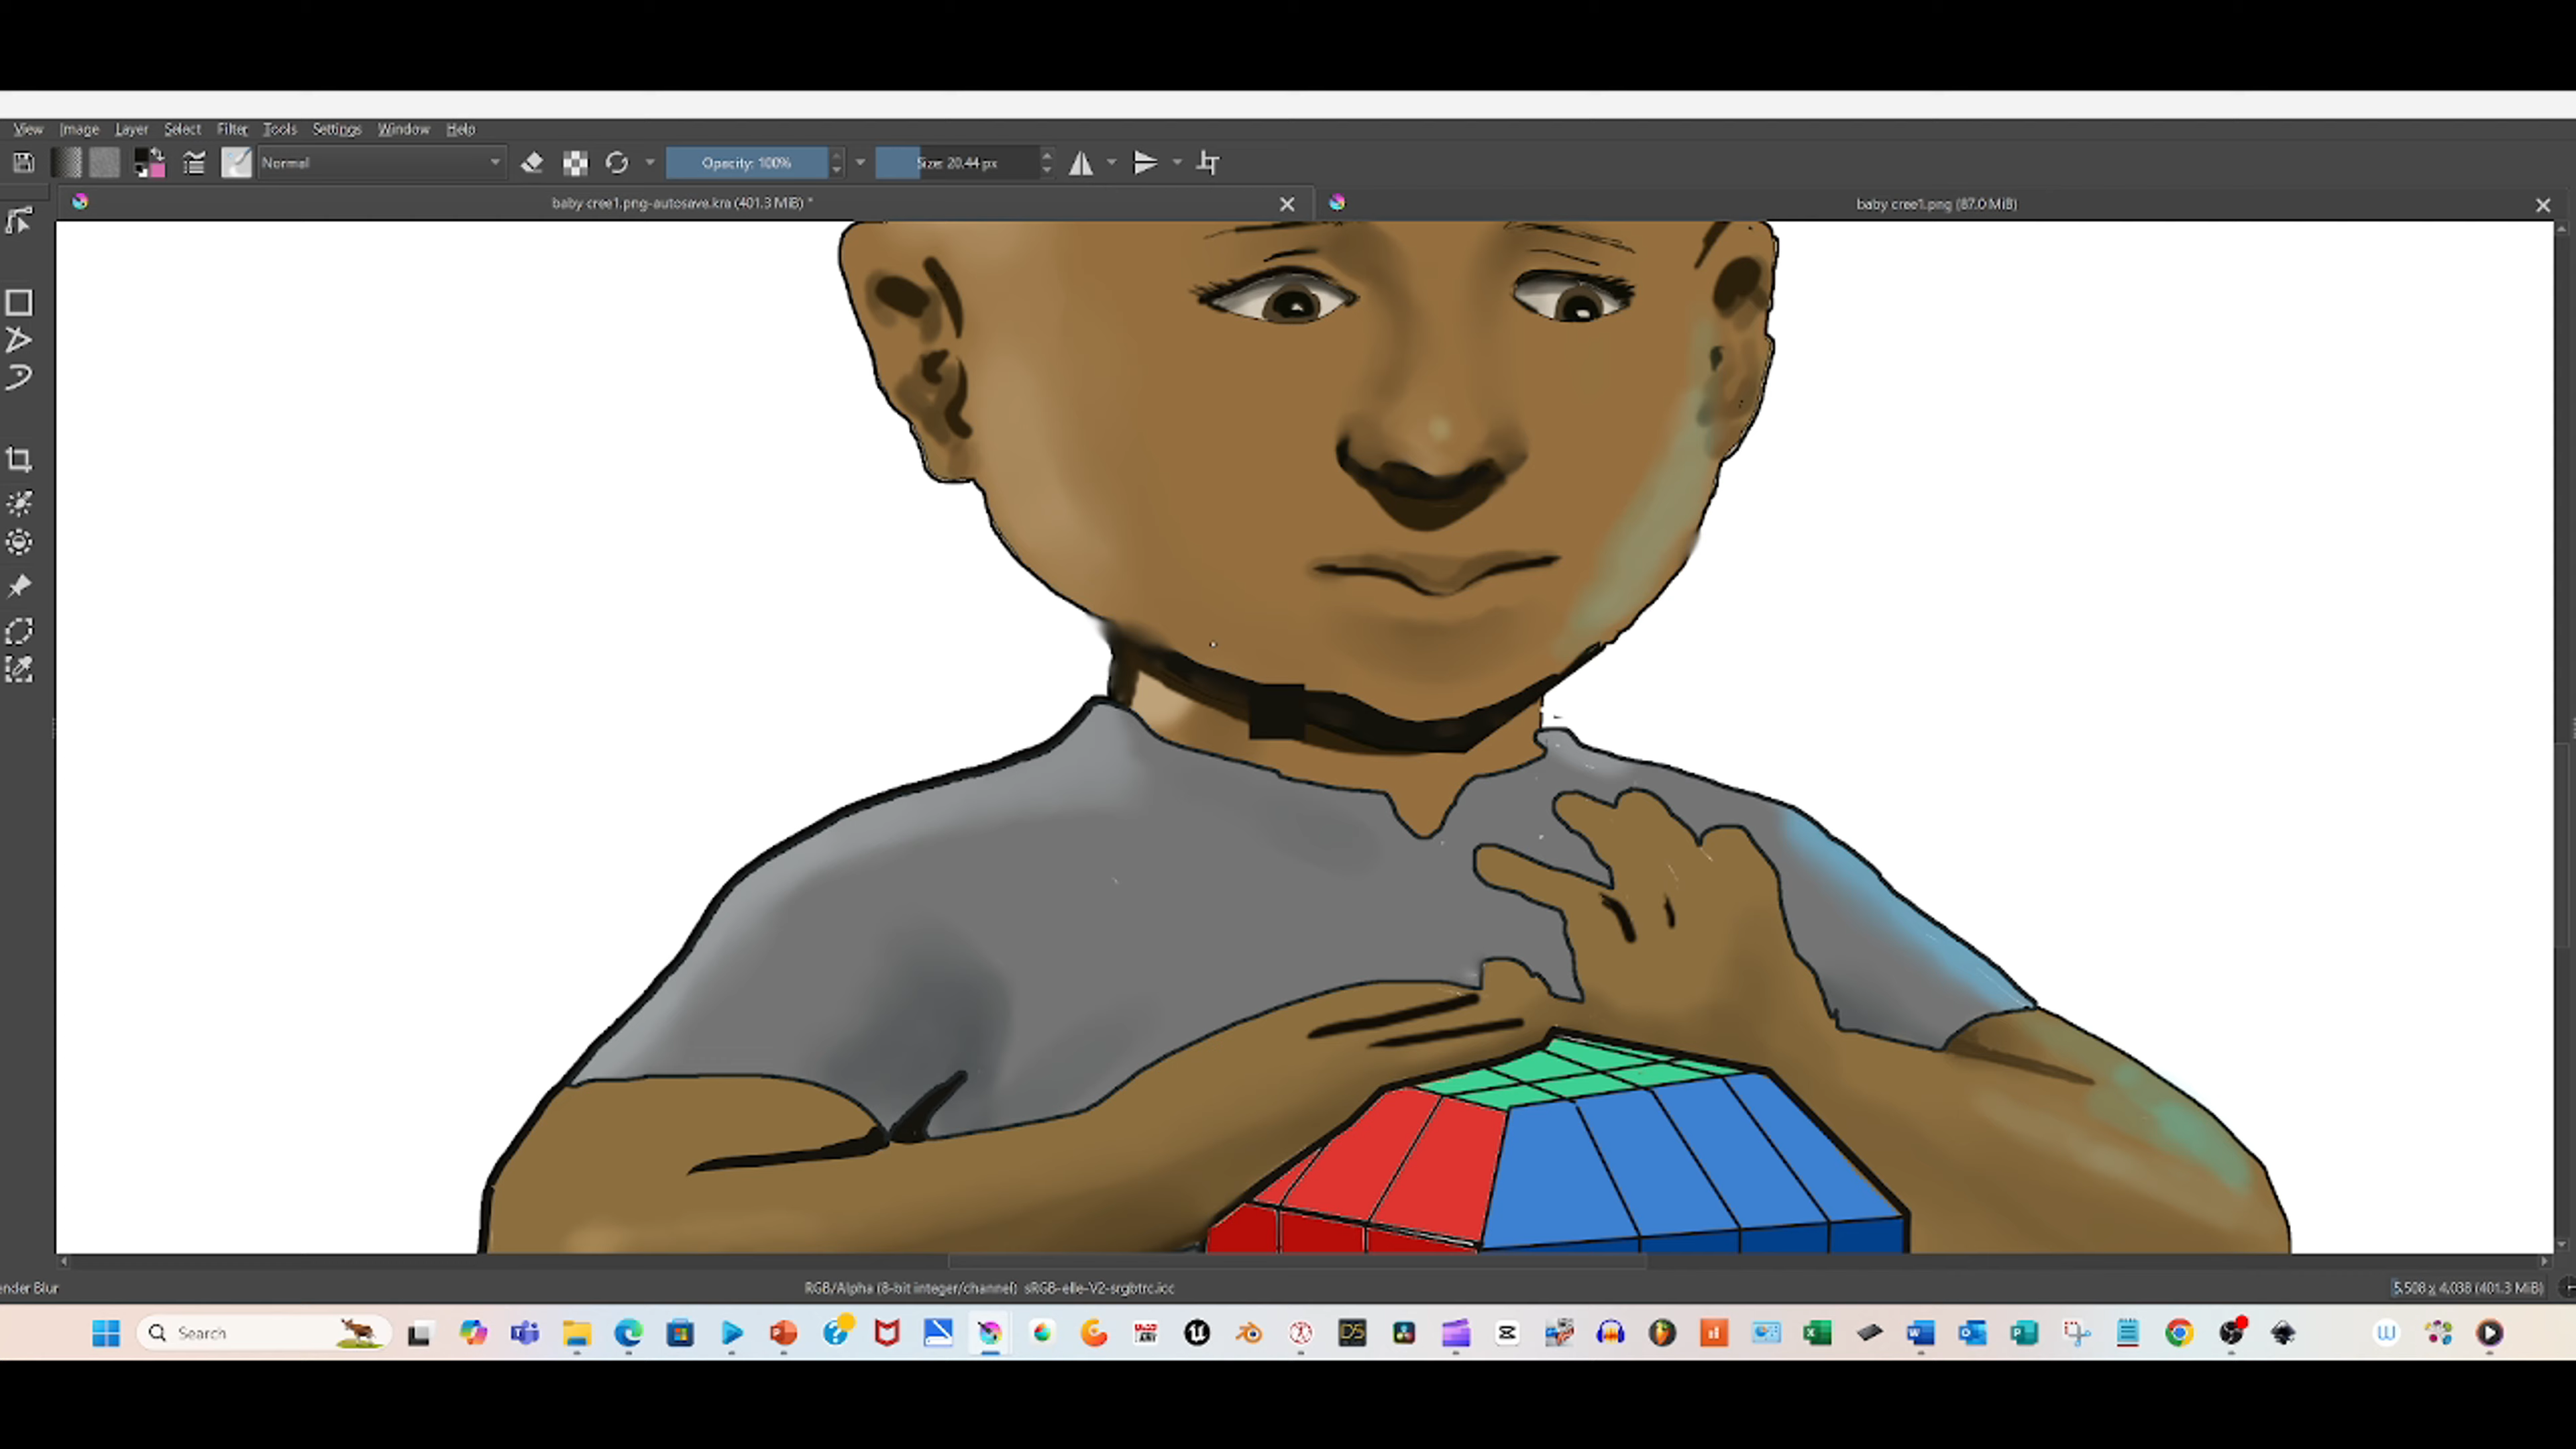 View Image Layer Select Filter Tools Settings Window Help
Normal Opacity: 100% Size: 20.44 px
baby cree1.png-autosave.kra (401.3 MiB) * baby cree1.png (87.0 MiB)
ender Blur RGB/Alpha (8-bit integer/channel) sRGB-elle-V2-srgbtrc.icc 5,508 x 4,038 (401.3 MiB)
Search